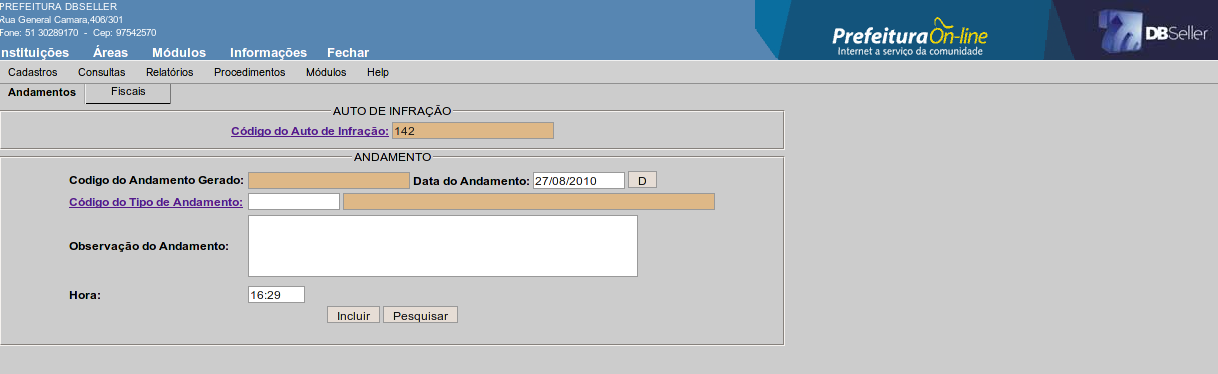 PREFEITURA DBSELLER
Rua General Camara,406/301
Fone: 51 30289170 - Cep: 97542570
nstituições Áreas Módulos Informações Fechar
Prefeitura On-line
Internet a serviço da comunidade
DBSeller
Cadastros Consultas Relatórios Procedimentos Módulos Help
Andamentos Fiscais
AUTO DE INFRAÇÃO
Código do Auto de Infração: 142
ANDAMENTO
Codigo do Andamento Gerado: Data do Andamento: 27/08/2010 D
Código do Tipo de Andamento:
Observação do Andamento:
Hora: 16:29
Incluir Pesquisar